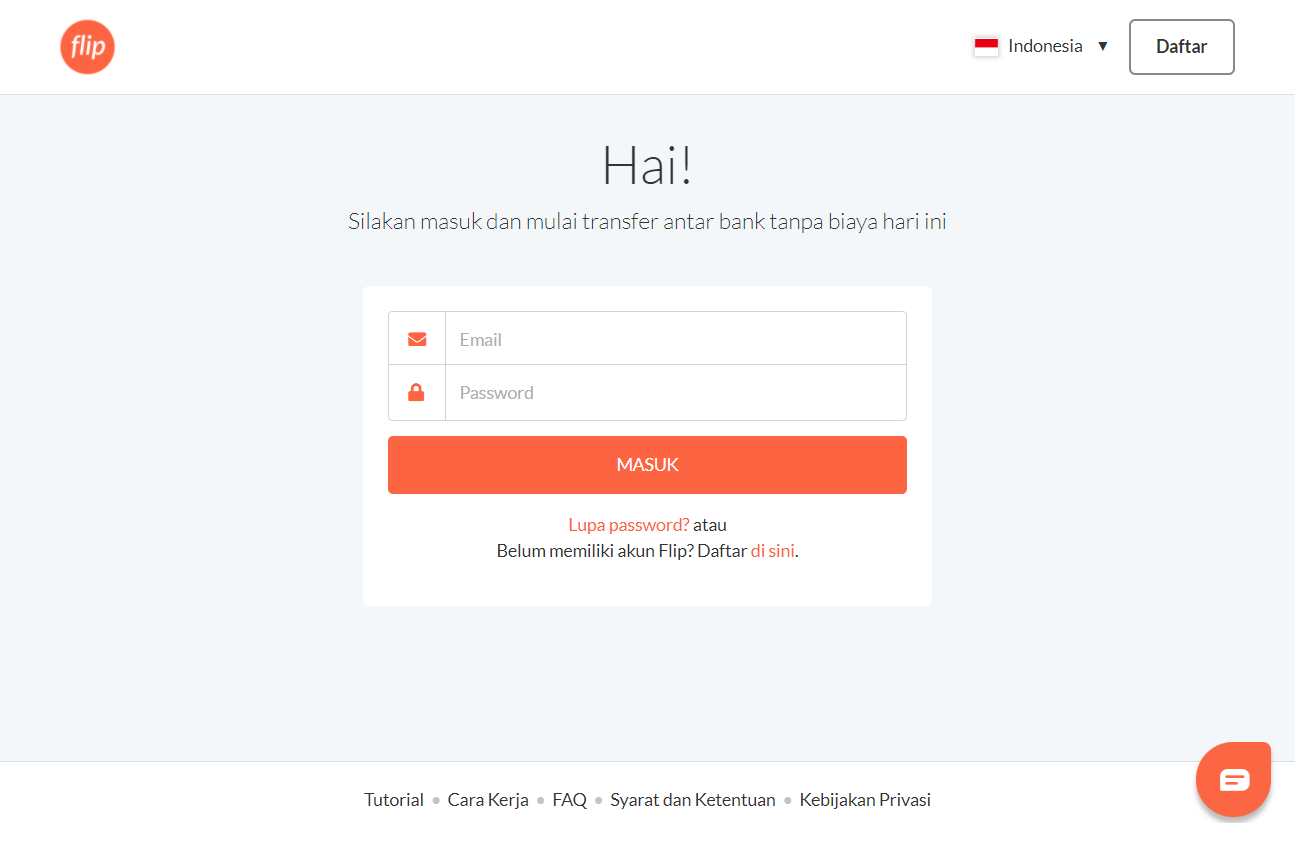 flip
Indonesia ▼
Daftar
Hai!
Silakan masuk dan mulai transfer antar bank tanpa biaya hari ini
Email
Password
MASUK
Lupa password? atau
Belum memiliki akun Flip? Daftar di sini.
Tutorial • Cara Kerja • FAQ • Syarat dan Ketentuan • Kebijakan Privasi